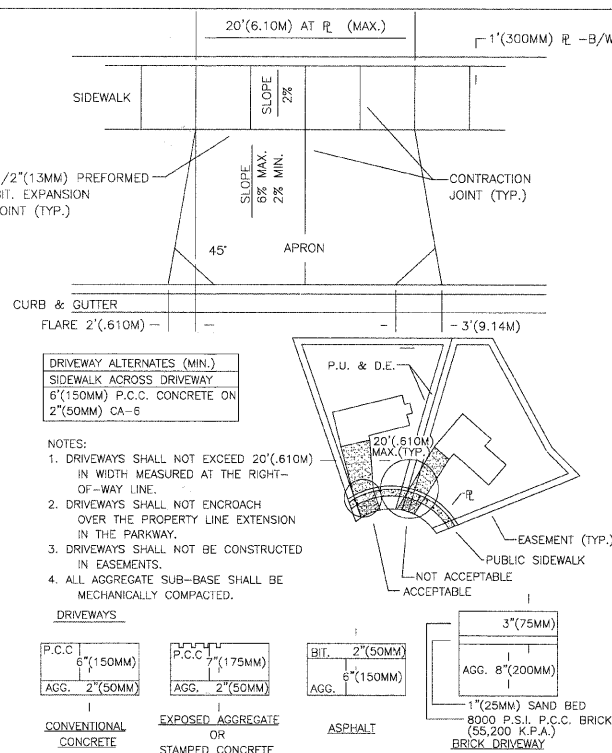 20'(6.10M) AT PL (MAX.)
1'(300MM) PL -B/W
SIDEWALK
SLOPE
2%
/2"(13MM) PREFORMED
BIT. EXPANSION
JOINT (TYP.)
SLOPE
6% MAX.
2% MIN.
CONTRACTION
JOINT (TYP.)
45°
APRON
CURB & GUTTER
FLARE 2'(.610M)
3'(9.14M)
DRIVEWAY ALTERNATES (MIN.)
SIDEWALK ACROSS DRIVEWAY
6'(150MM) P.C.C. CONCRETE ON
2"(50MM) CA-6
P.U. & D.E.
20'(.610M)
MAX.(TYP.)
PL
EASEMENT (TYP.)
PUBLIC SIDEWALK
NOT ACCEPTABLE
ACCEPTABLE
NOTES:
1. DRIVEWAYS SHALL NOT EXCEED 20'(.610M)
IN WIDTH MEASURED AT THE RIGHT-
OF-WAY LINE.
2. DRIVEWAYS SHALL NOT ENCROACH
OVER THE PROPERTY LINE EXTENSION
IN THE PARKWAY.
3. DRIVEWAYS SHALL NOT BE CONSTRUCTED
IN EASEMENTS.
4. ALL AGGREGATE SUB-BASE SHALL BE
MECHANICALLY COMPACTED.
DRIVEWAYS
P.C.C
6"(150MM)
AGG. 2"(50MM)
CONVENTIONAL
CONCRETE
P.C.C
7"(175MM)
AGG. 2"(50MM)
EXPOSED AGGREGATE
OR
STAMPED CONCRETE
BIT. 2"(50MM)
6"(150MM)
AGG.
ASPHALT
3"(75MM)
AGG. 8"(200MM)
1"(25MM) SAND BED
8000 P.S.I. P.C.C. BRICK
(55,200 K.P.A.)
BRICK DRIVEWAY